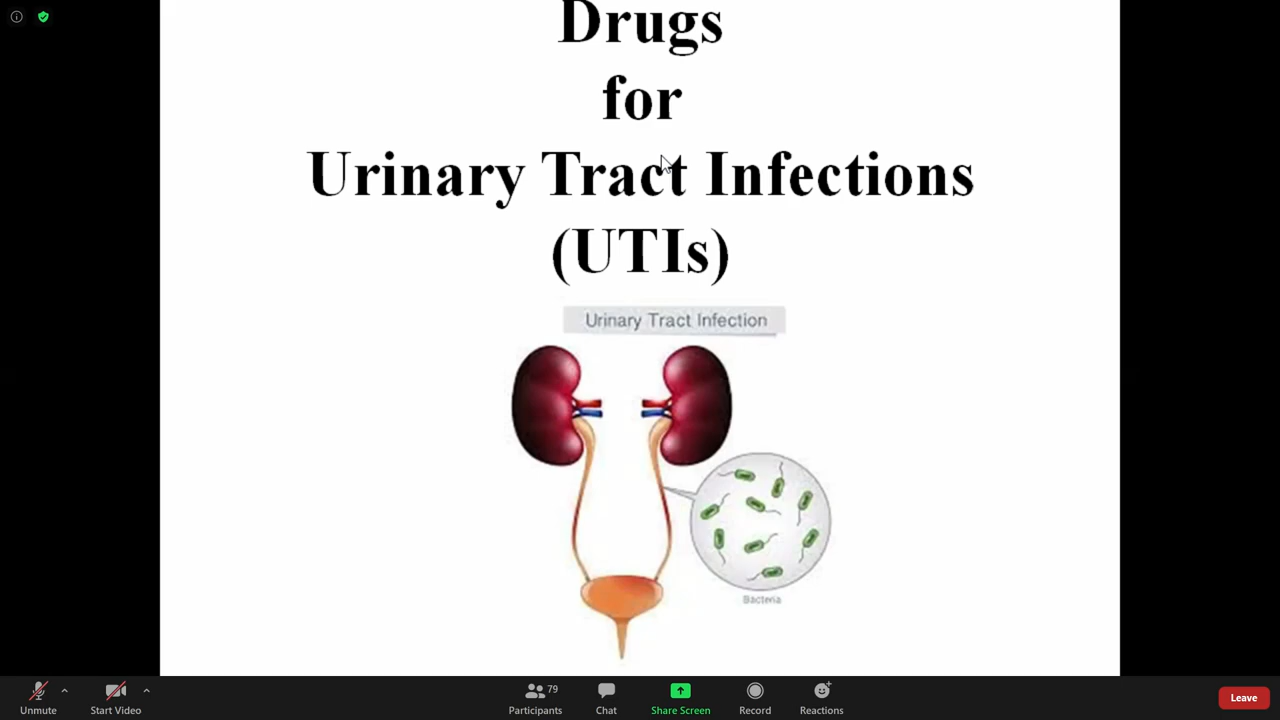 Drugs
for
Urinary Tract Infections
(UTIs)
Urinary Tract Infection
Bacteria
Unmute
Start Video
79
Participants
Chat
Share Screen
Record
Reactions
Leave